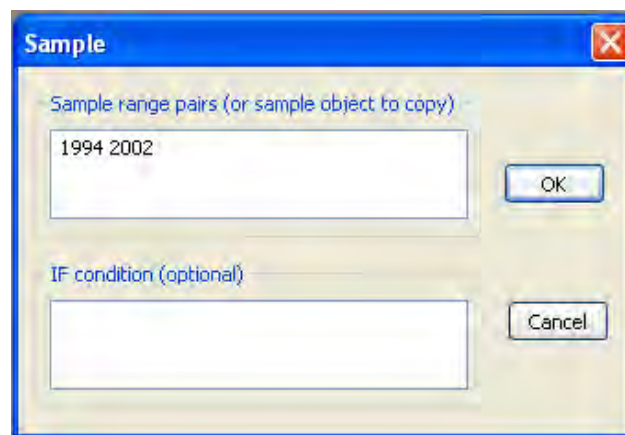 Sample
Sample range pairs (or sample object to copy)
1994 2002
OK
IF condition (optional)
Cancel